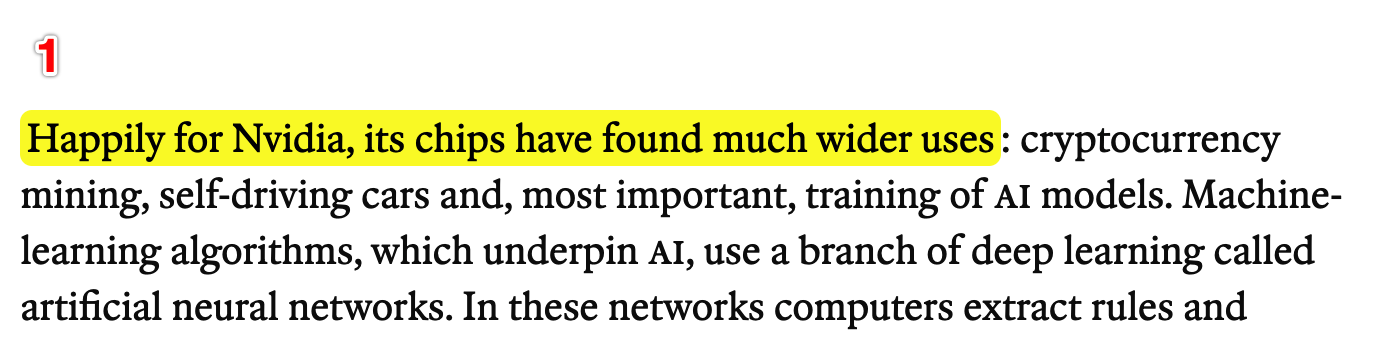 1
Happily for Nvidia, its chips have found much wider uses: cryptocurrency
mining, self-driving cars and, most important, training of AI models. Machine-
learning algorithms, which underpin AI, use a branch of deep learning called
artificial neural networks. In these networks computers extract rules and